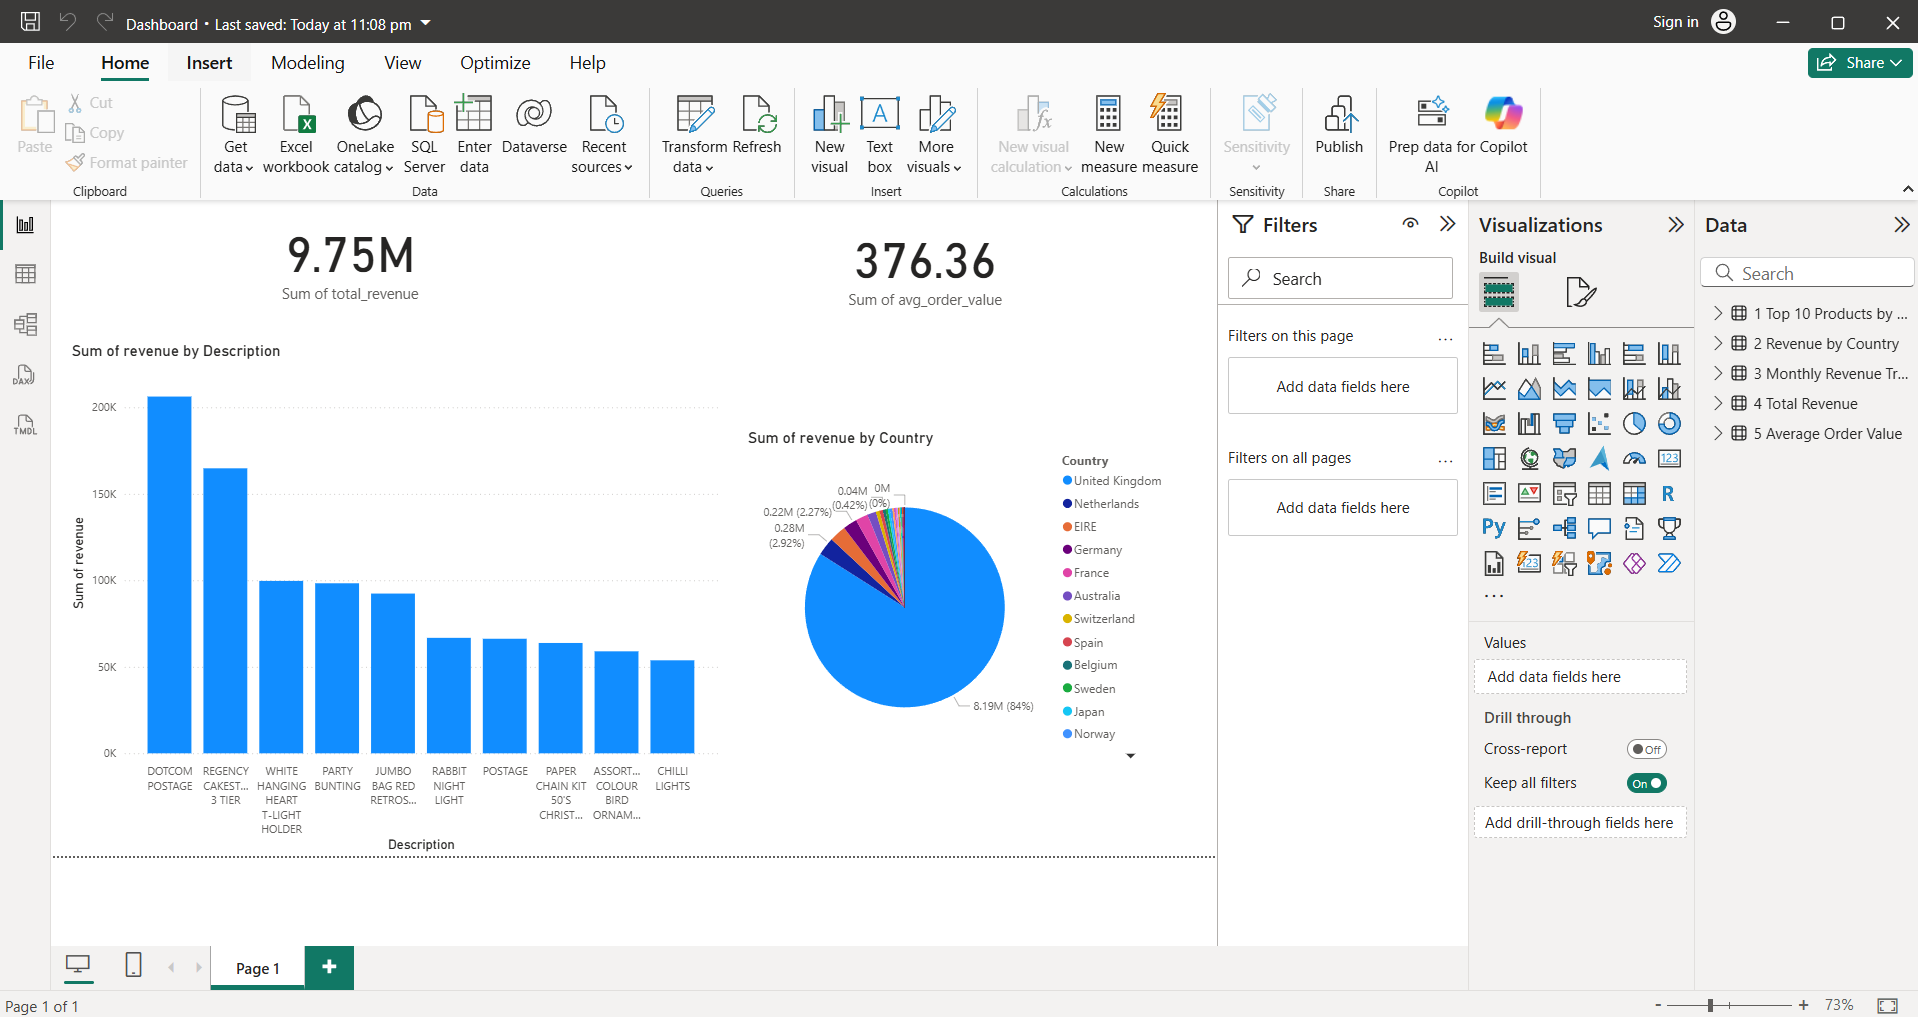 Dashboard • Last saved: Today at 11:08 pm
Sign in
File
Home
Insert
Modeling
View
Optimize
Help
Share
Paste
Cut
Copy
Format painter
Clipboard
Get
data
Excel
workbook
OneLake
catalog
SQL
Server
Enter
data
Dataverse
Recent
sources
Data
Transform
data
Refresh
Queries
New
visual
Text
box
More
visuals
Insert
New visual
calculation
New
measure
Quick
measure
Calculations
Sensitivity
Sensitivity
Publish
Share
Prep data for
AI
Copilot
Copilot
DAX
TMDL
9.75M
Sum of total_revenue
376.36
Sum of avg_order_value
Sum of revenue by Description
Sum of revenue
200K
150K
100K
50K
0K
DOTCOM
POSTAGE
REGENCY
CAKEST...
3 TIER
WHITE
HANGING
HEART
T-LIGHT
HOLDER
PARTY
BUNTING
JUMBO
BAG RED
RETROS...
RABBIT
NIGHT
LIGHT
POSTAGE
PAPER
CHAIN KIT
50'S
CHRIST...
ASSORT...
COLOUR
BIRD
ORNAM...
CHILLI
LIGHTS
Description
Sum of revenue by Country
0M
(0%)
0.04M
(0.42%)
0.22M (2.27%)
0.28M
(2.92%)
8.19M (84%)
Country
United Kingdom
Netherlands
EIRE
Germany
France
Australia
Switzerland
Spain
Belgium
Sweden
Japan
Norway
Filters
Search
Filters on this page
...
Add data fields here
Filters on all pages
...
Add data fields here
Visualizations
Build visual
123
R
Py
123
...
Values
Add data fields here
Drill through
Cross-report
Off
Keep all filters
On
Add drill-through fields here
Data
Search
1 Top 10 Products by ...
2 Revenue by Country
3 Monthly Revenue Tr...
4 Total Revenue
5 Average Order Value
Page 1
Page 1 of 1
- + 73%